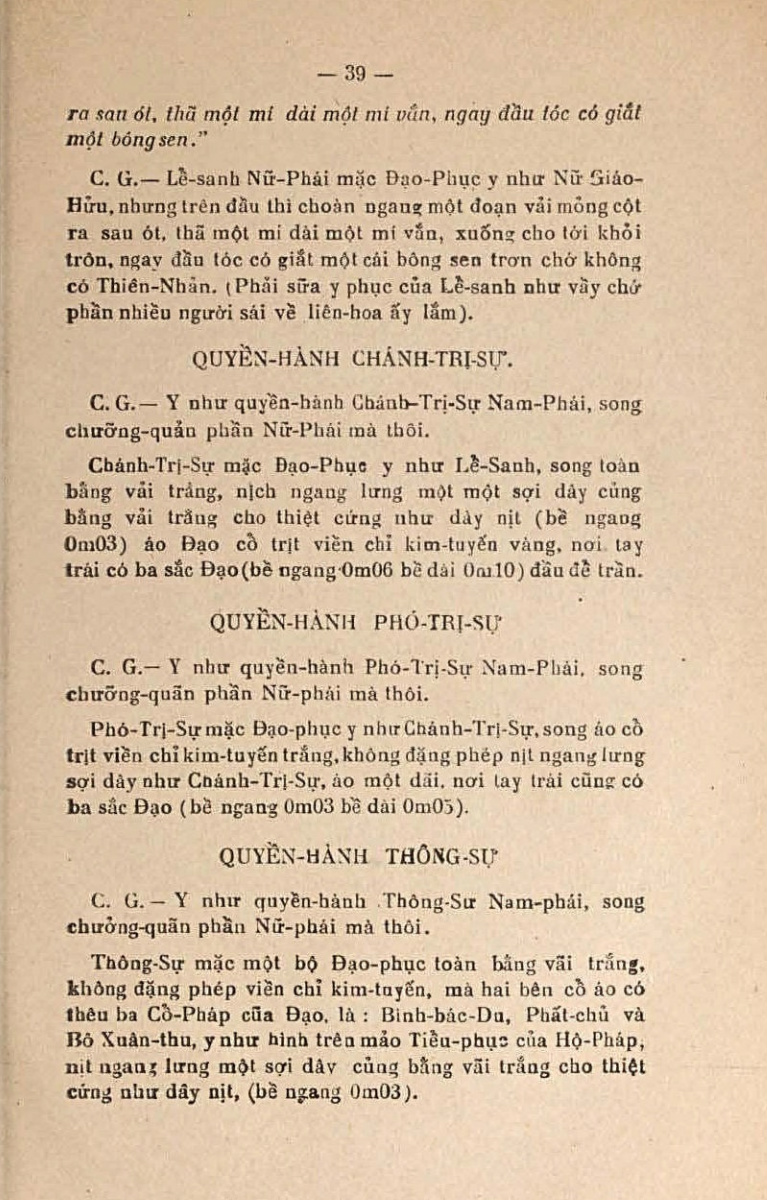 — 39 —
ra sau ót, thã một mí dài một mí vắn, ngay đầu tóc có giắt
một bông sen."
C. G.— Lễ-sanh Nữ-Phái mặc Đạo-Phục y như Nữ Giáo-
Hửu, nhưng trên đầu thì choàn ngang một đoạn vải mỏng cột
ra sau ót, thã một mí dài một mí vắn, xuống cho tới khỏi
trôn, ngay đầu tóc có giắt một cái bông sen trơn chớ không
có Thiên-Nhản. (Phải sữa y phục của Lễ-sanh như vầy chớ
phần nhiều người sái về liên-hoa ấy lắm).
QUYỀN-HÀNH CHÁNH-TRỊ-SỰ.
C. G.— Y như quyền-hành Chánh-Trị-Sự Nam-Phái, song
chưỡng-quản phần Nữ-Phái mà thôi.
Chánh-Trị-Sự mặc Đạo-Phục y như Lễ-Sanh, song toàn
bằng vải trắng, nịch ngang lưng một một sợi dây củng
bằng vải trắng cho thiệt cứng như dây nịt (bề ngang
0m03) áo Đạo cổ trịt viền chỉ kim-tuyến vàng, nơi tay
trái có ba sắc Đạo (bề ngang 0m06 bề dài 0m10) đầu để trần.
QUYỀN-HÀNH PHÓ-TRỊ-SỰ
C. G.— Y như quyền-hành Phó-Trị-Sự Nam-Phái, song
chưỡng-quãn phần Nữ-phái mà thôi.
Phó-Trị-Sự mặc Đạo-phục y như Chánh-Trị-Sự, song áo cổ
trịt viền chỉ kim-tuyến trắng, không đặng phép nịt ngang lưng
sợi dây như Chánh-Trị-Sự, áo một dãi, nơi tay trái cũng có
ba sắc Đạo (bề ngang 0m03 bề dài 0m05).
QUYỀN-HÀNH THÔNG-SỰ
C. G.— Y như quyền-hành Thông-Sư Nam-phái, song
chưởng-quãn phần Nữ-phái mà thôi.
Thông-Sự mặc một bộ Đạo-phục toàn bằng vãi trắng,
không đặng phép viền chỉ kim-tuyến, mà hai bên cổ áo có
thêu ba Cổ-Pháp cũa Đạo, là : Bình-bác-Du, Phất-chủ và
Bô Xuân-thu, y như hình trên mảo Tiểu-phục của Hộ-Pháp,
nịt ngang lưng một sợi dây củng bằng vãi trắng cho thiệt
cứng như dây nịt, (bề ngang 0m03).